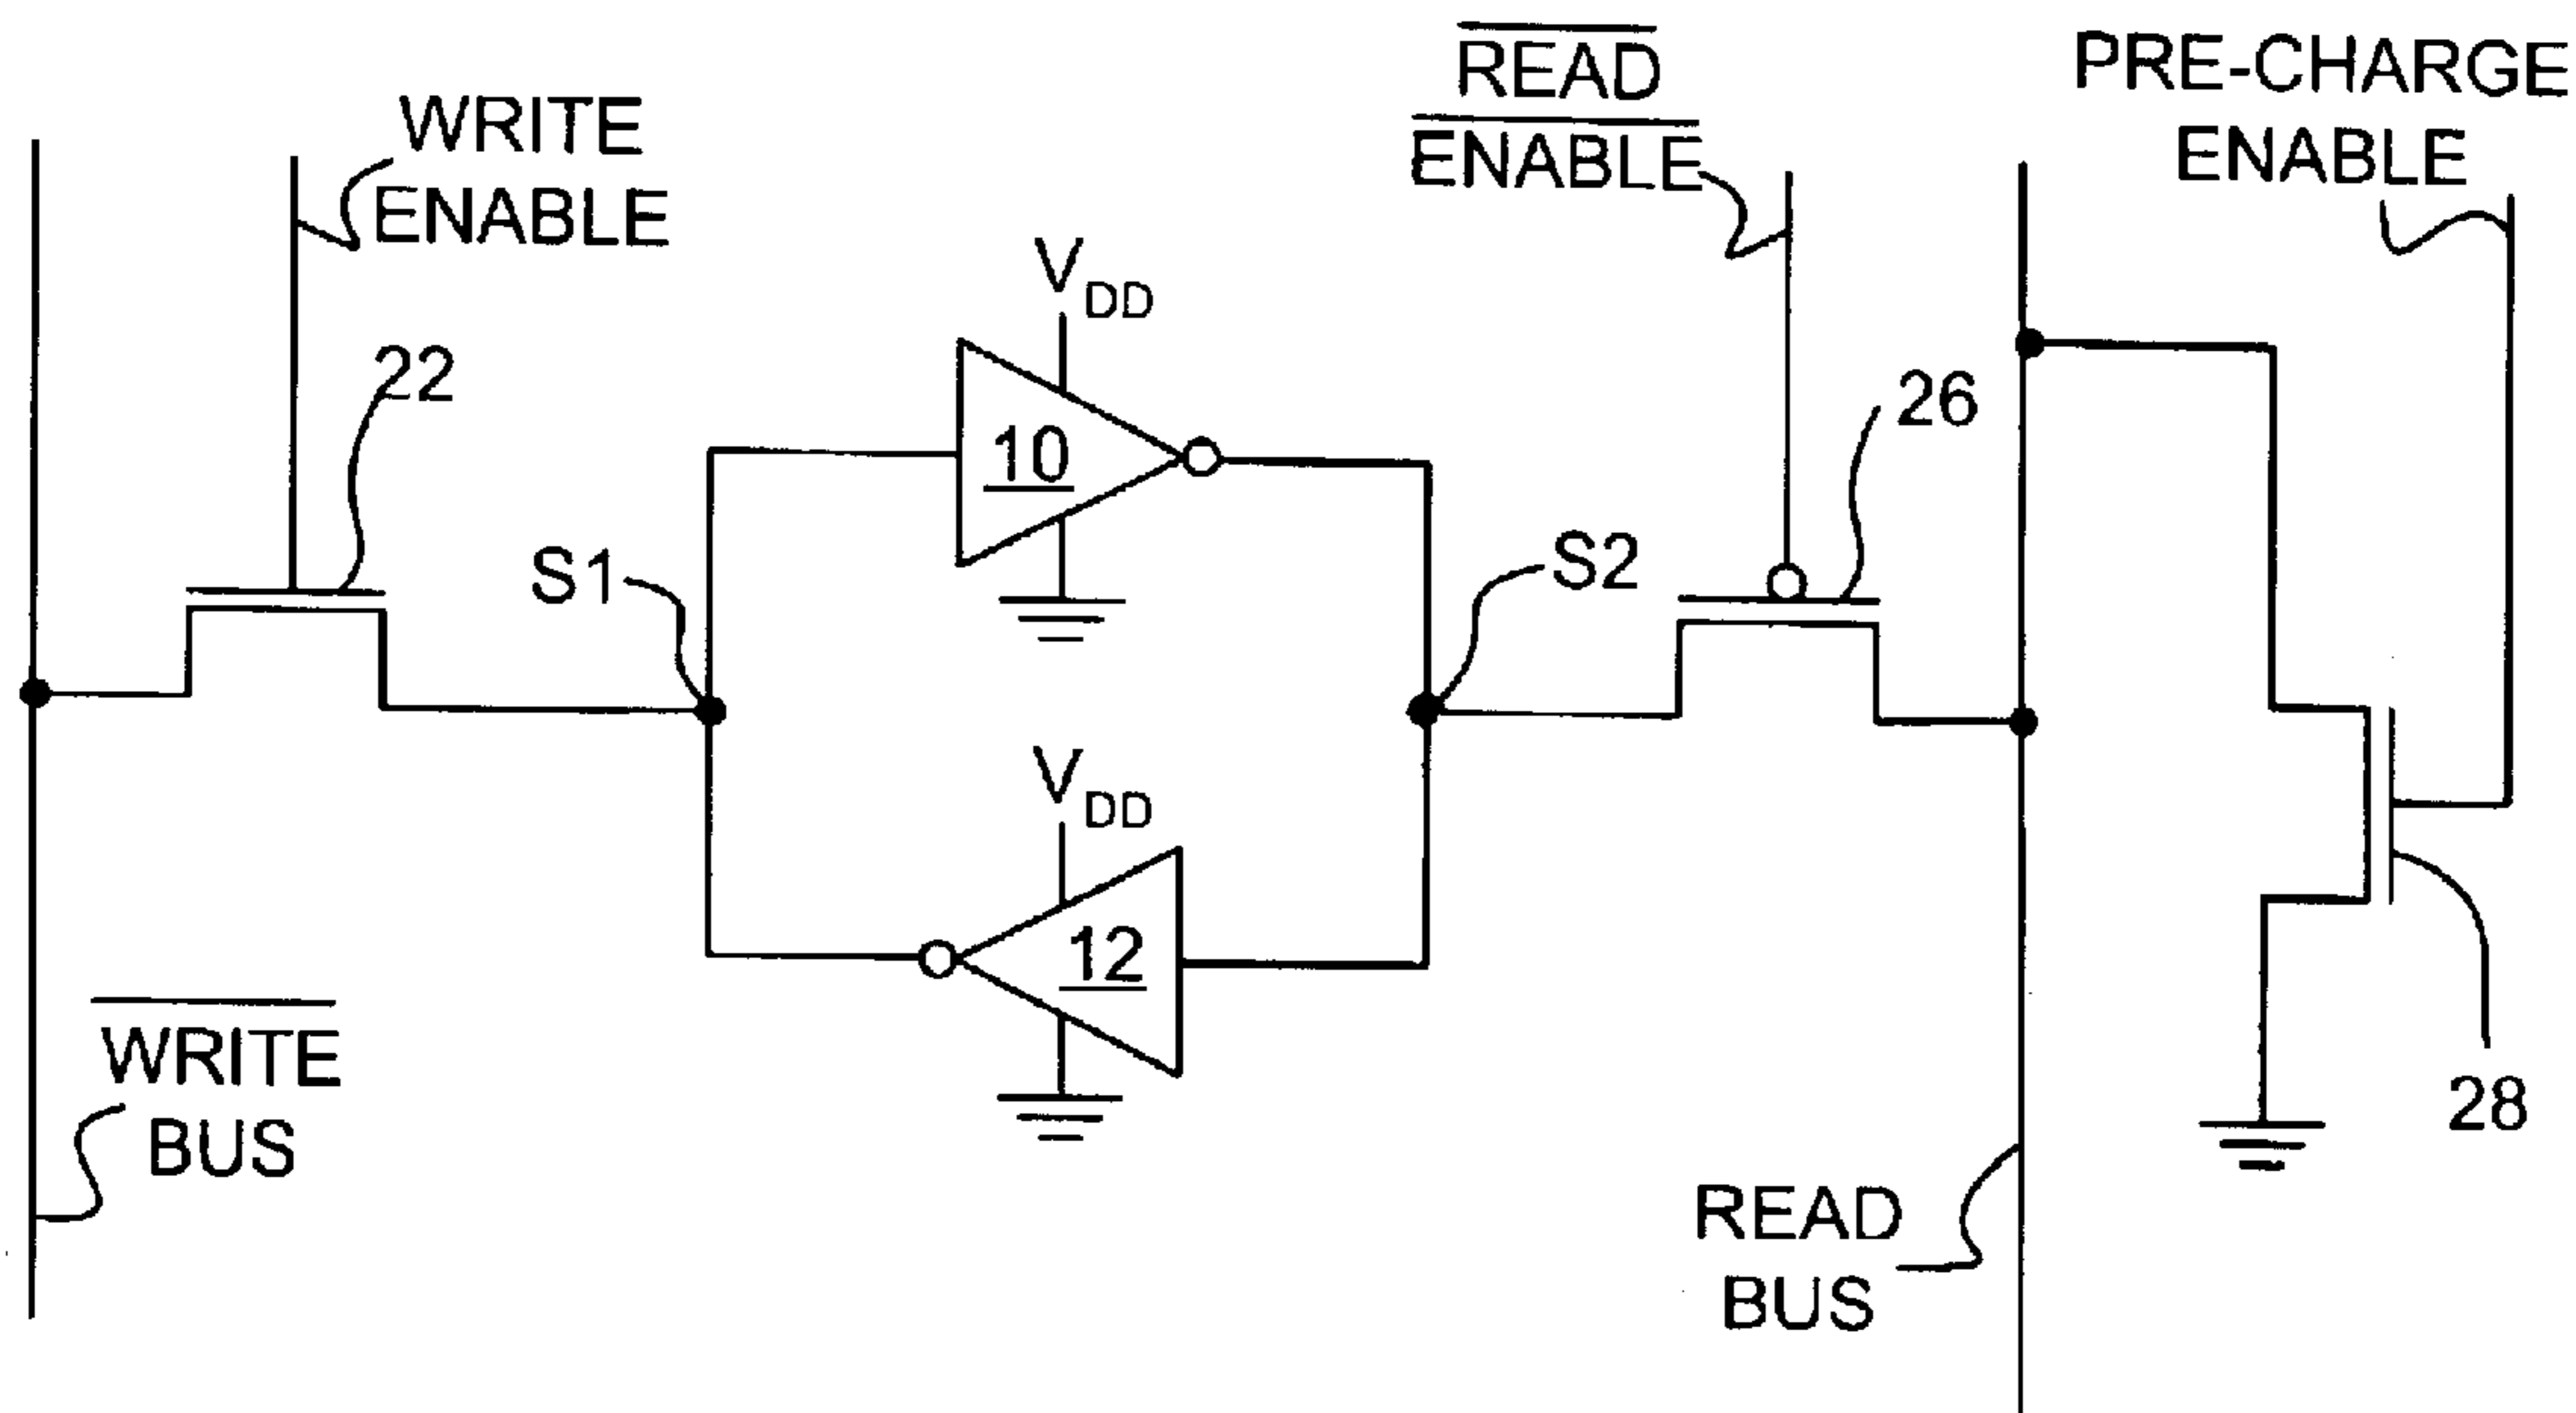 WRITE
ENABLE
READ
ENABLE
PRE-CHARGE
ENABLE
VDD
22
26
10
S1
S2
VDD
12
WRITE
BUS
28
READ
BUS